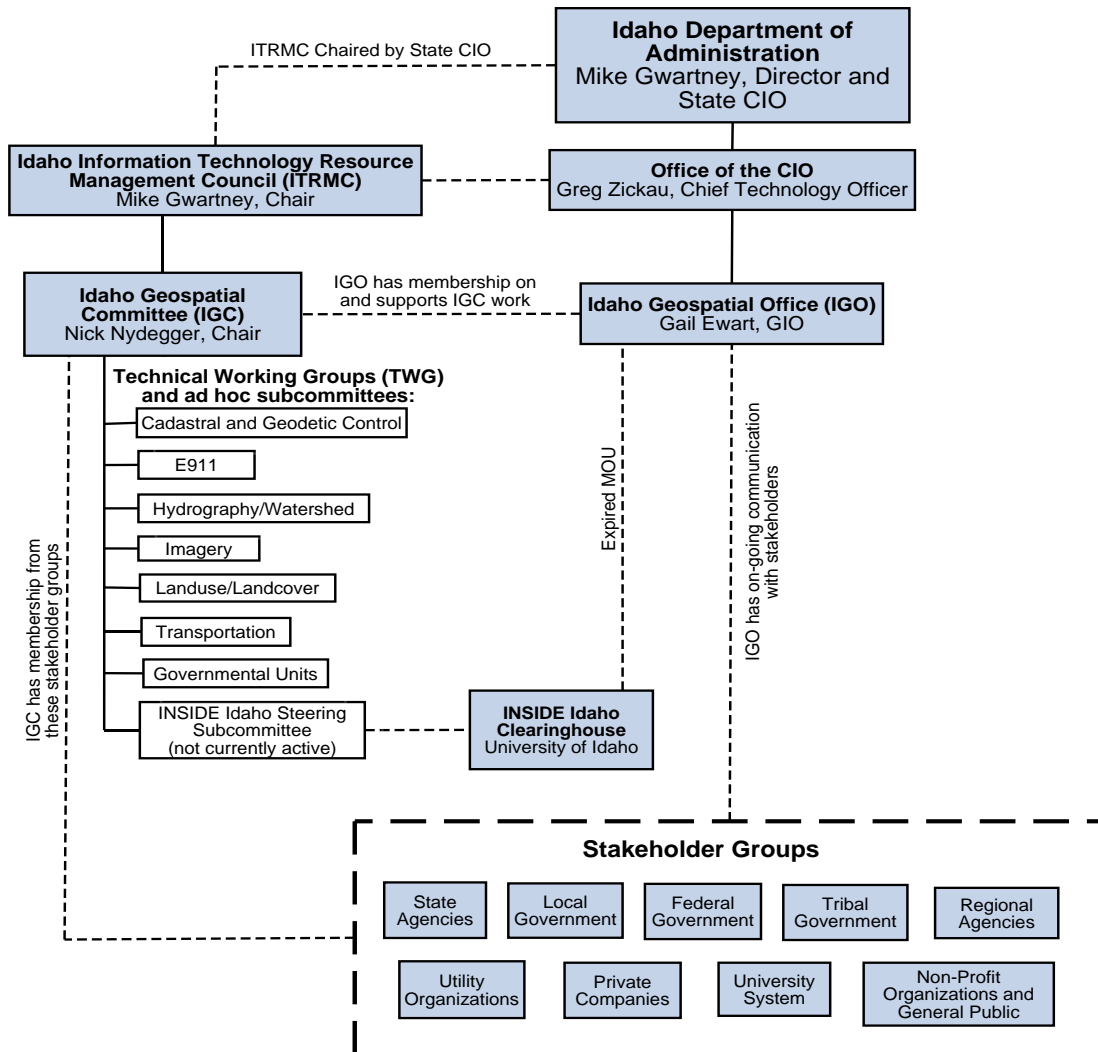 Idaho Department of
Administration
Mike Gwartney, Director and
State CIO
ITRMC Chaired by State CIO
Idaho Information Technology Resource
Management Council (ITRMC)
Mike Gwartney, Chair
Office of the CIO
Greg Zickau, Chief Technology Officer
Idaho Geospatial
Committee (IGC)
Nick Nydegger, Chair
IGO has membership on
and supports IGC work
Idaho Geospatial Office (IGO)
Gail Ewart, GIO
Technical Working Groups (TWG)
and ad hoc subcommittees:
Cadastral and Geodetic Control
E911
Hydrography/Watershed
Imagery
Landuse/Landcover
Transportation
Governmental Units
INSIDE Idaho Steering
Subcommittee
(not currently active)
IGC has membership from
these stakeholder groups
Expired MOU
IGO has on-going communication
with stakeholders
INSIDE Idaho
Clearinghouse
University of Idaho
Stakeholder Groups
State
Agencies
Local
Government
Federal
Government
Tribal
Government
Regional
Agencies
Utility
Organizations
Private
Companies
University
System
Non-Profit
Organizations and
General Public